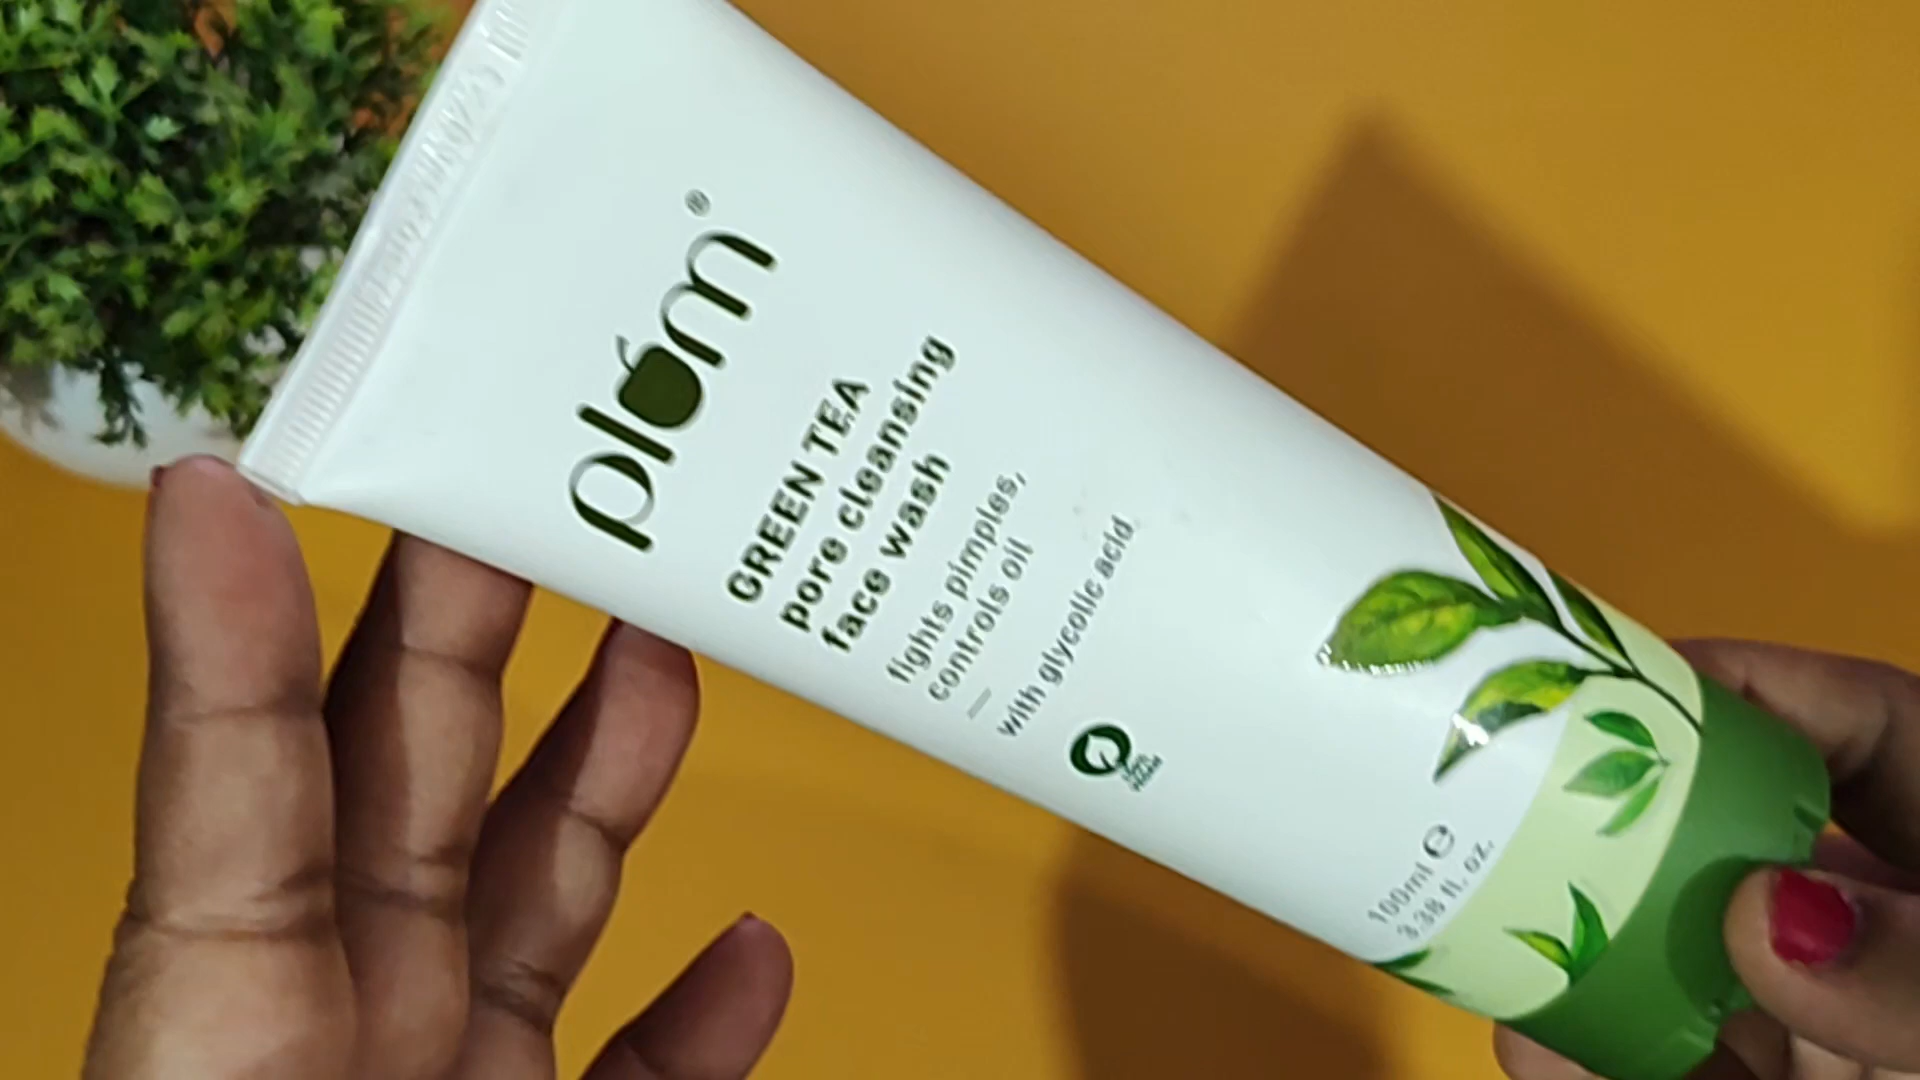 plum®
GREEN TEA
pore cleansing
face wash
fights pimples,
controls oil
with glycolic acid
100ml ℮
3.38 fl. oz.